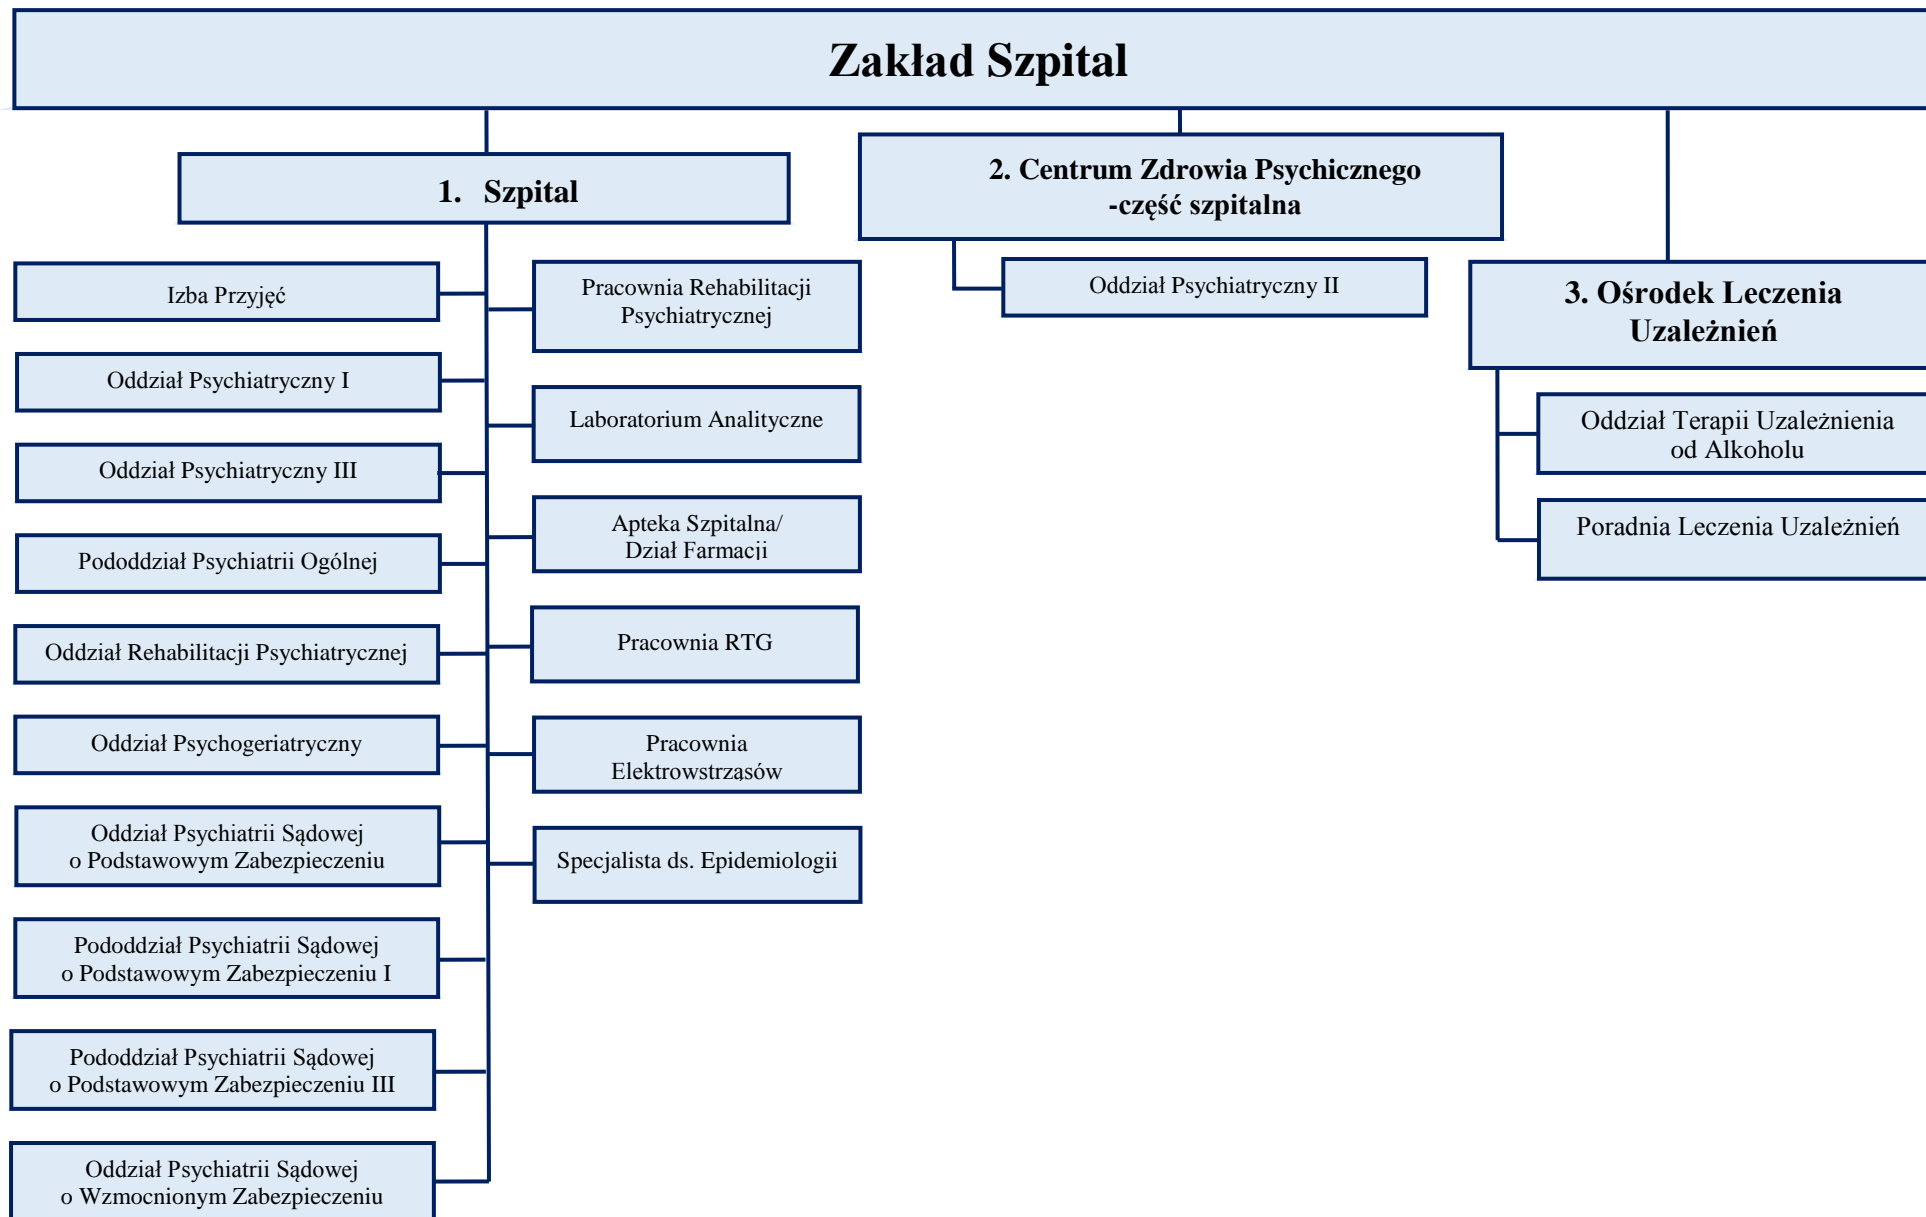 Zakład Szpital
1. Szpital
2. Centrum Zdrowia Psychicznego
-część szpitalna
3. Ośrodek Leczenia
Uzależnień
Izba Przyjęć
Oddział Psychiatryczny I
Oddział Psychiatryczny III
Pododdział Psychiatrii Ogólnej
Oddział Rehabilitacji Psychiatrycznej
Oddział Psychogeriatryczny
Oddział Psychiatrii Sądowej
o Podstawowym Zabezpieczeniu
Pododdział Psychiatrii Sądowej
o Podstawowym Zabezpieczeniu I
Pododdział Psychiatrii Sądowej
o Podstawowym Zabezpieczeniu III
Oddział Psychiatrii Sądowej
o Wzmocnionym Zabezpieczeniu
Pracownia Rehabilitacji
Psychiatrycznej
Laboratorium Analityczne
Apteka Szpitalna/
Dział Farmacji
Pracownia RTG
Pracownia
Elektrowstrząsów
Specjalista ds. Epidemiologii
Oddział Psychiatryczny II
Oddział Terapii Uzależnienia
od Alkoholu
Poradnia Leczenia Uzależnień